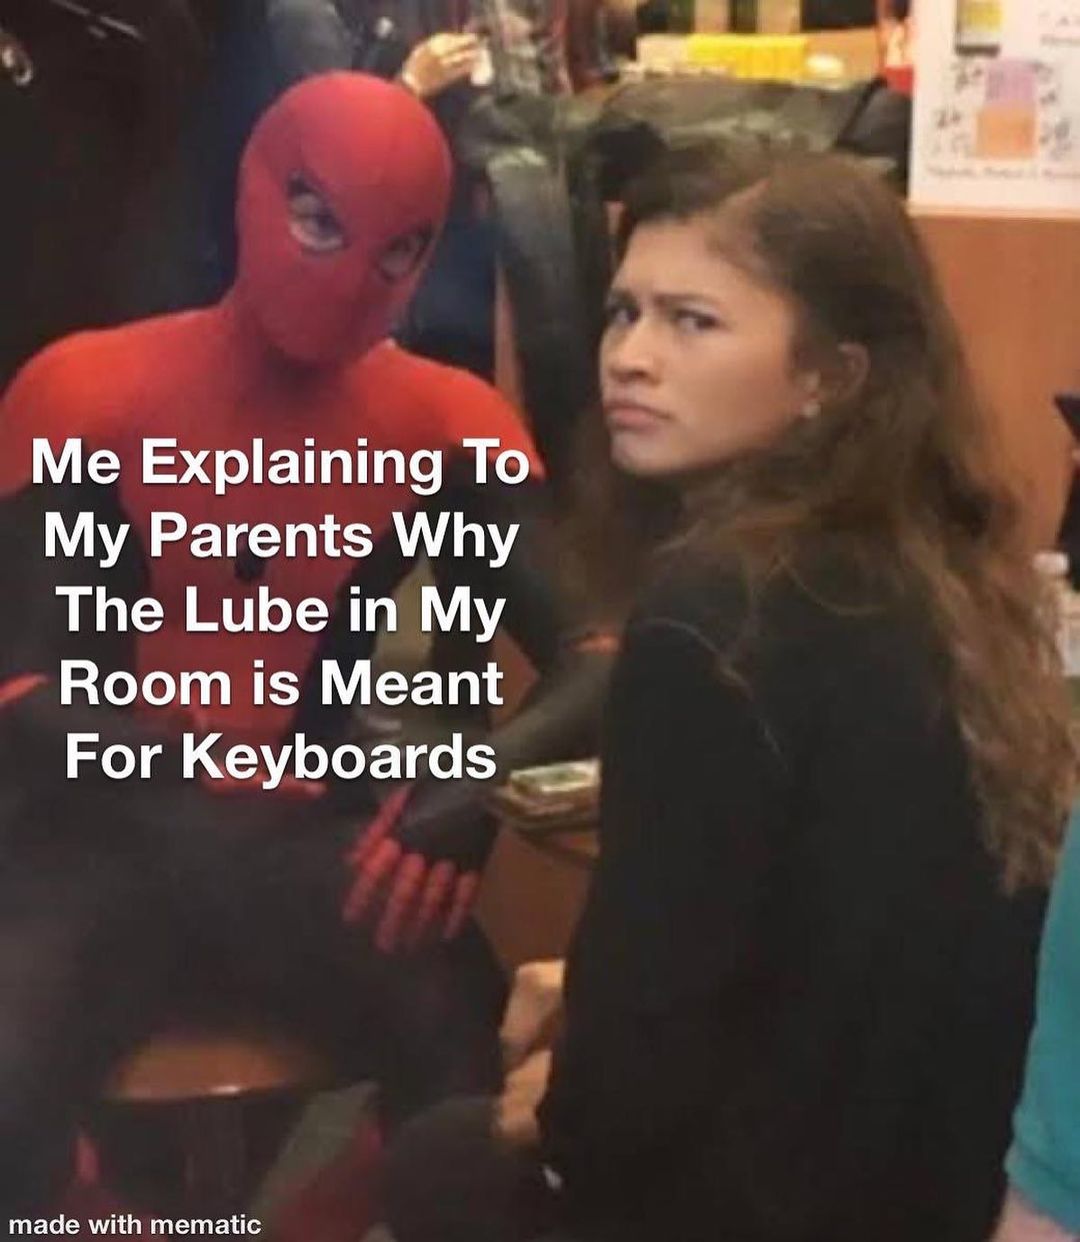 Me Explaining To
My Parents Why
The Lube in My
Room is Meant
For Keyboards
made with mematic